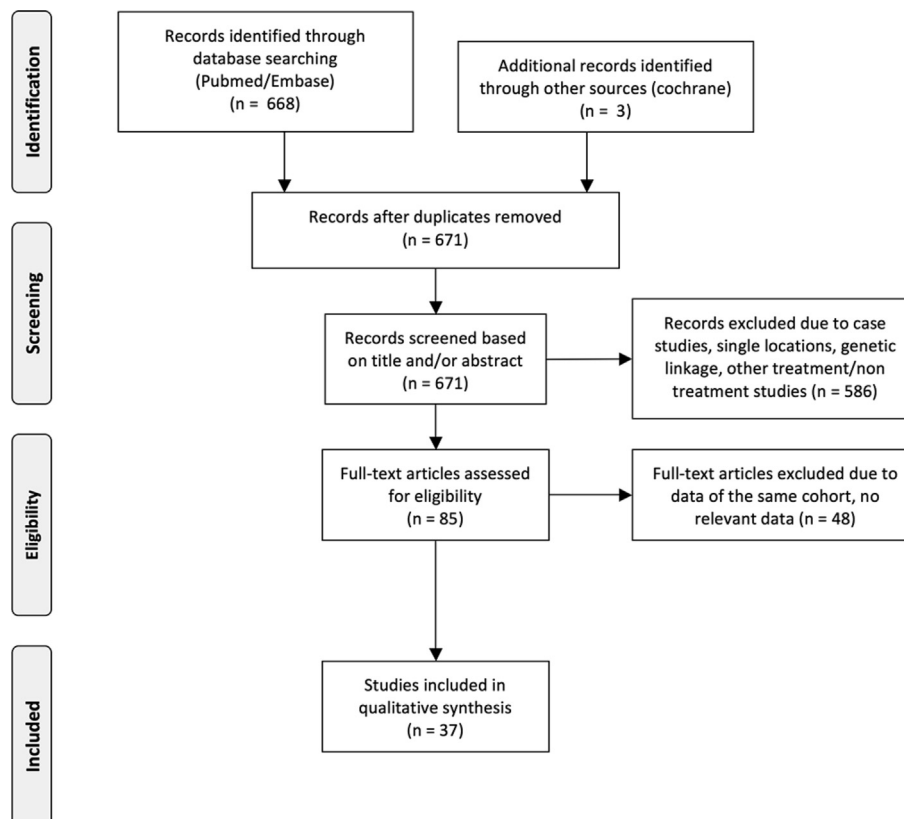 Identification
Records identified through
database searching
(Pubmed/Embase)
(n = 668)
Additional records identified
through other sources (cochrane)
(n = 3)
Records after duplicates removed
(n = 671)
Screening
Records screened based
on title and/or abstract
(n = 671)
Records excluded due to case
studies, single locations, genetic
linkage, other treatment/non
treatment studies (n = 586)
Eligibility
Full-text articles assessed
for eligibility
(n = 85)
Full-text articles excluded due to
data of the same cohort, no
relevant data (n = 48)
Included
Studies included in
qualitative synthesis
(n = 37)